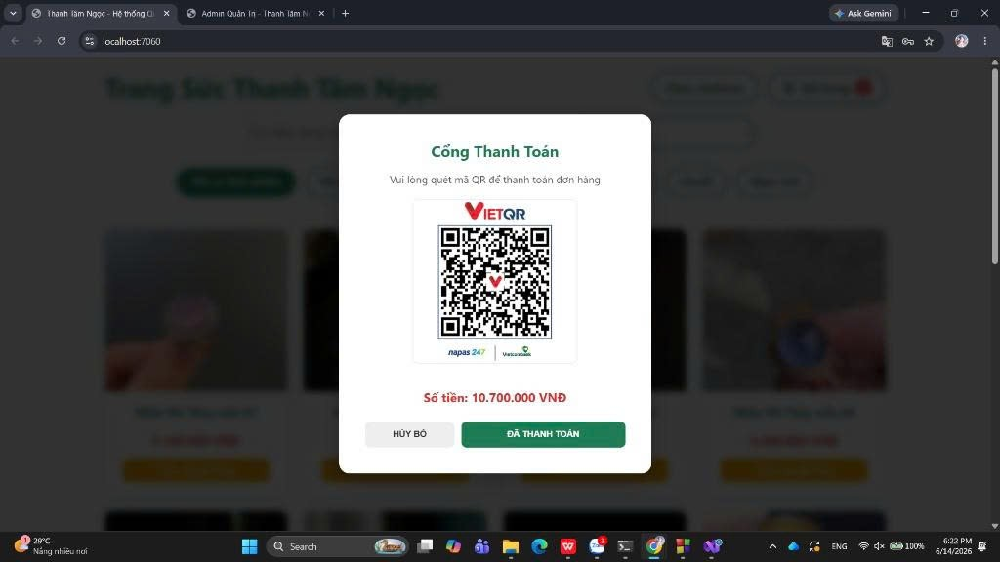 Thanh Tâm Ngọc - Hệ thống Q
Admin Quản Trị - Thanh Tâm N
Ask Gemini
localhost:7060
Trang Sức Thanh Tâm Ngọc
Cổng Thanh Toán
Vui lòng quét mã QR để thanh toán đơn hàng
VIETQR
napas 247
Vietcombank
Số tiền: 10.700.000 VNĐ
HỦY BỎ
ĐÃ THANH TOÁN
1
29°C
Nắng nhiều nơi
Search
3
ENG
100%
6:22 PM
6/14/2026